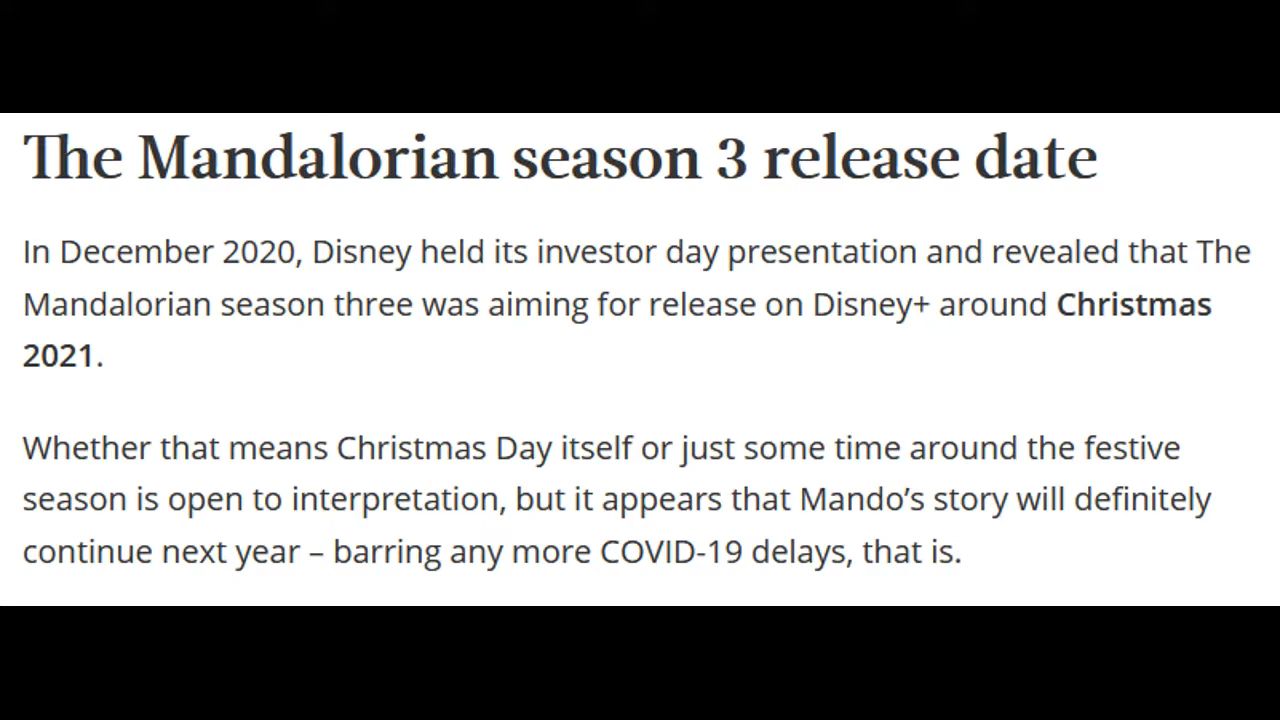 The Mandalorian season 3 release date
In December 2020, Disney held its investor day presentation and revealed that The
Mandalorian season three was aiming for release on Disney+ around Christmas
2021.
Whether that means Christmas Day itself or just some time around the festive
season is open to interpretation, but it appears that Mando’s story will definitely
continue next year – barring any more COVID-19 delays, that is.